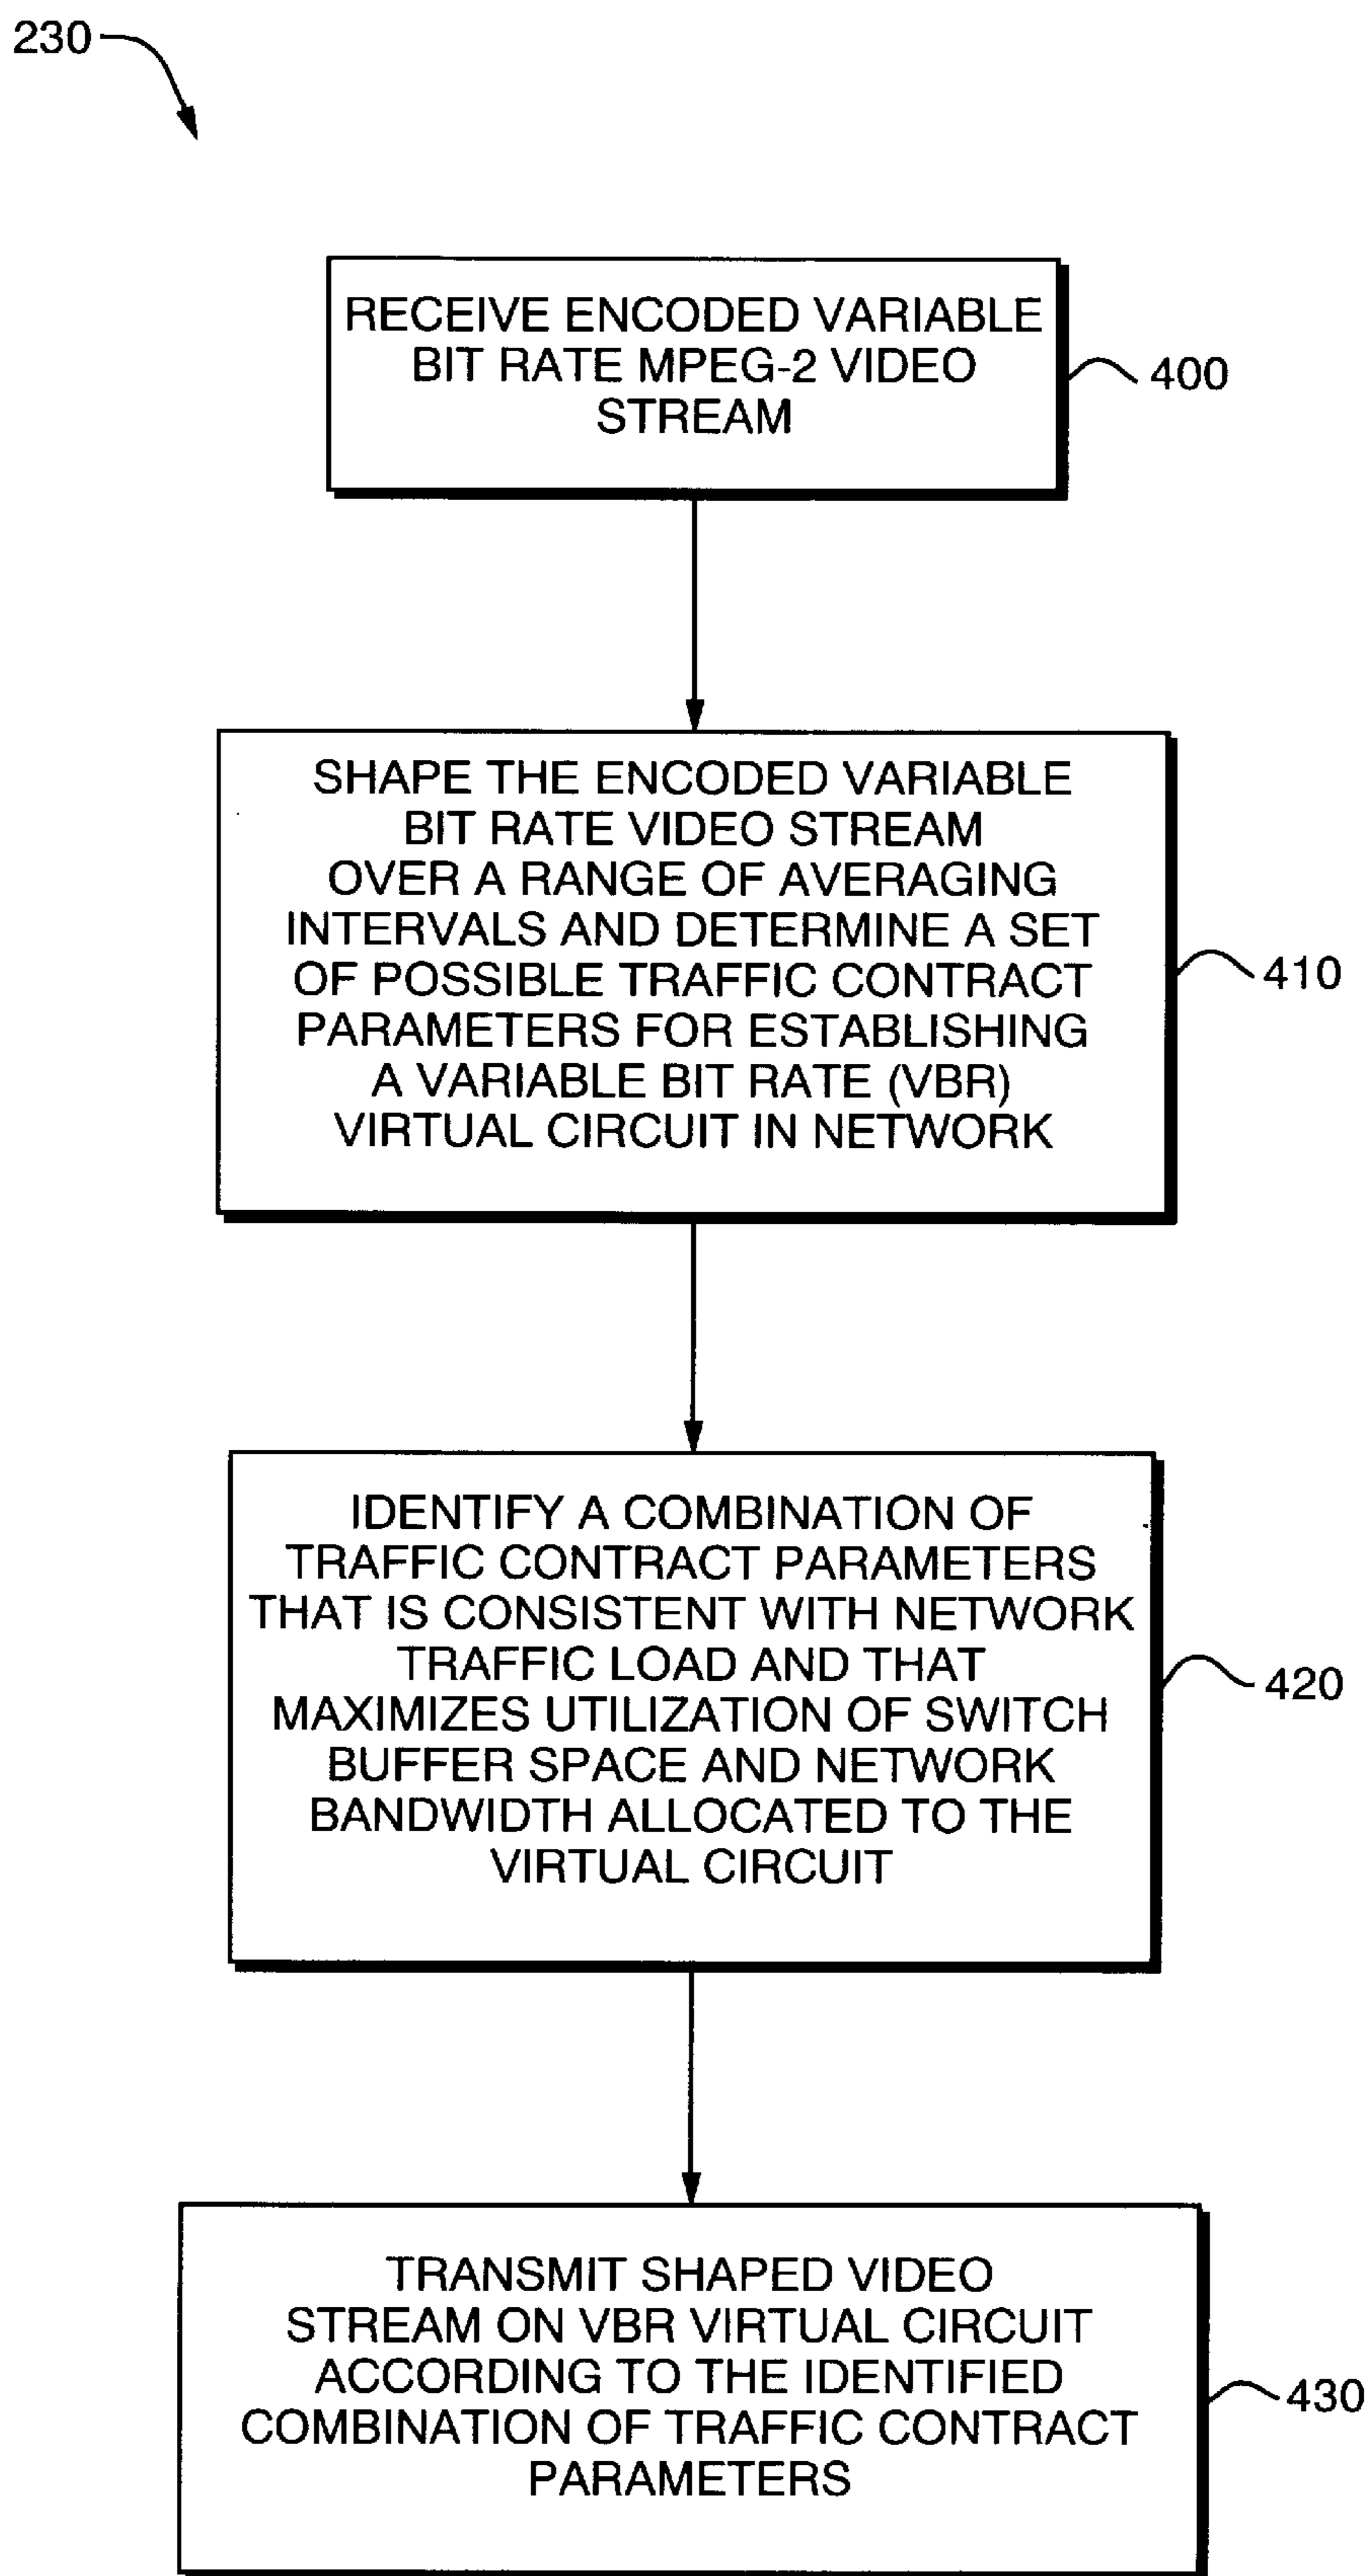 230
RECEIVE ENCODED VARIABLE
BIT RATE MPEG-2 VIDEO
STREAM
400
SHAPE THE ENCODED VARIABLE
BIT RATE VIDEO STREAM
OVER A RANGE OF AVERAGING
INTERVALS AND DETERMINE A SET
OF POSSIBLE TRAFFIC CONTRACT
PARAMETERS FOR ESTABLISHING
A VARIABLE BIT RATE (VBR)
VIRTUAL CIRCUIT IN NETWORK
410
IDENTIFY A COMBINATION OF
TRAFFIC CONTRACT PARAMETERS
THAT IS CONSISTENT WITH NETWORK
TRAFFIC LOAD AND THAT
MAXIMIZES UTILIZATION OF SWITCH
BUFFER SPACE AND NETWORK
BANDWIDTH ALLOCATED TO THE
VIRTUAL CIRCUIT
420
TRANSMIT SHAPED VIDEO
STREAM ON VBR VIRTUAL CIRCUIT
ACCORDING TO THE IDENTIFIED
COMBINATION OF TRAFFIC CONTRACT
PARAMETERS
430